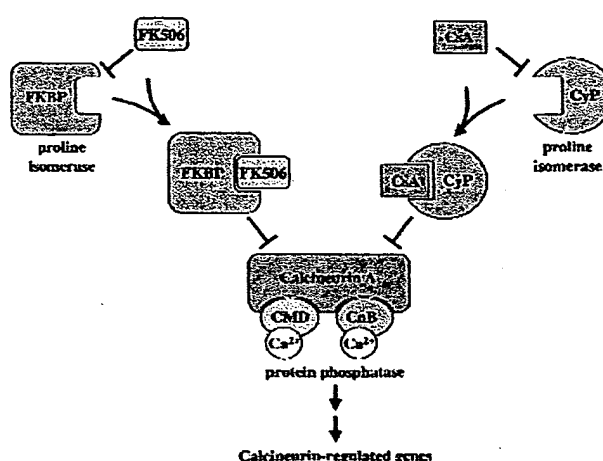 FK506
CsA
FKBP
CyP
proline
isomerase
proline
isomerase
FKBP
FK506
CsA
CyP
Calcineurin A
CMD
CnB
Ca2+
Ca2+
protein phosphatase
Calcineurin-regulated genes